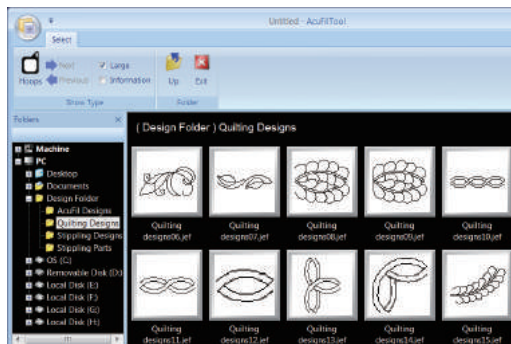 Untitled - AcuFilTool
Select
Hoops
Next
Previous
Large
Information
Up
Exit
Show Type
Folder
Folders
Machine
PC
Desktop
Documents
Design Folder
AcuFil Designs
Quilting Designs
Stippling Designs
Stippling Parts
OS (C:)
Removable Disk (D:)
Local Disk (E:)
Local Disk (F:)
Local Disk (G:)
Local Disk (H:)
( Design Folder ) Quilting Designs
Quilting designs06.jef
Quilting designs07.jef
Quilting designs08.jef
Quilting designs09.jef
Quilting designs10.jef
Quilting designs11.jef
Quilting designs12.jef
Quilting designs13.jef
Quilting designs14.jef
Quilting designs15.jef